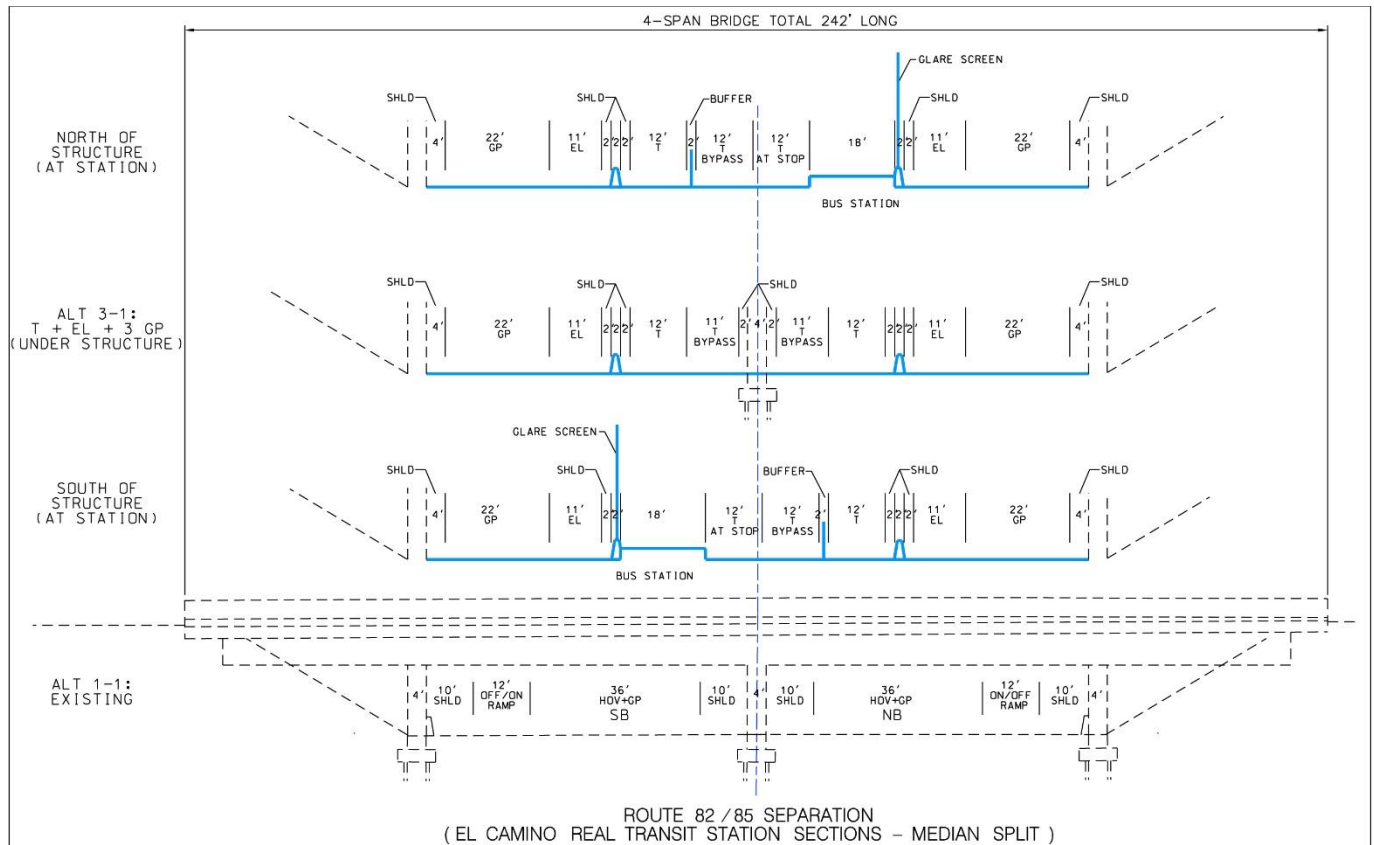 4-SPAN BRIDGE TOTAL 242' LONG
GLARE SCREEN
SHLD SHLD BUFFER SHLD SHLD
NORTH OF
STRUCTURE
(AT STATION)
4' 22' GP 11' EL 2' 2' 2' 12' T 2' 12' T BYPASS 12' T AT STOP 18' 2' 2' 11' EL 22' GP 4'
BUS STATION
SHLD SHLD SHLD SHLD SHLD
ALT 3-1:
T + EL + 3 GP
(UNDER STRUCTURE)
4' 22' GP 11' EL 2' 2' 2' 12' T 11' T BYPASS 2' 4' 2' 11' T BYPASS 12' T 2' 2' 2' 11' EL 22' GP 4'
GLARE SCREEN
SHLD SHLD BUFFER SHLD SHLD
SOUTH OF
STRUCTURE
(AT STATION)
4' 22' GP 11' EL 2' 2' 18' 12' T AT STOP 12' T BYPASS 2' 12' T 2' 2' 2' 11' EL 22' GP 4'
BUS STATION
ALT 1-1:
EXISTING
4' 10' SHLD 12' OFF/ON RAMP 36' HOV+GP SB 10' SHLD 4' 10' SHLD 36' HOV+GP NB 12' ON/OFF RAMP 10' SHLD 4'
ROUTE 82 / 85 SEPARATION
( EL CAMINO REAL TRANSIT STATION SECTIONS - MEDIAN SPLIT )